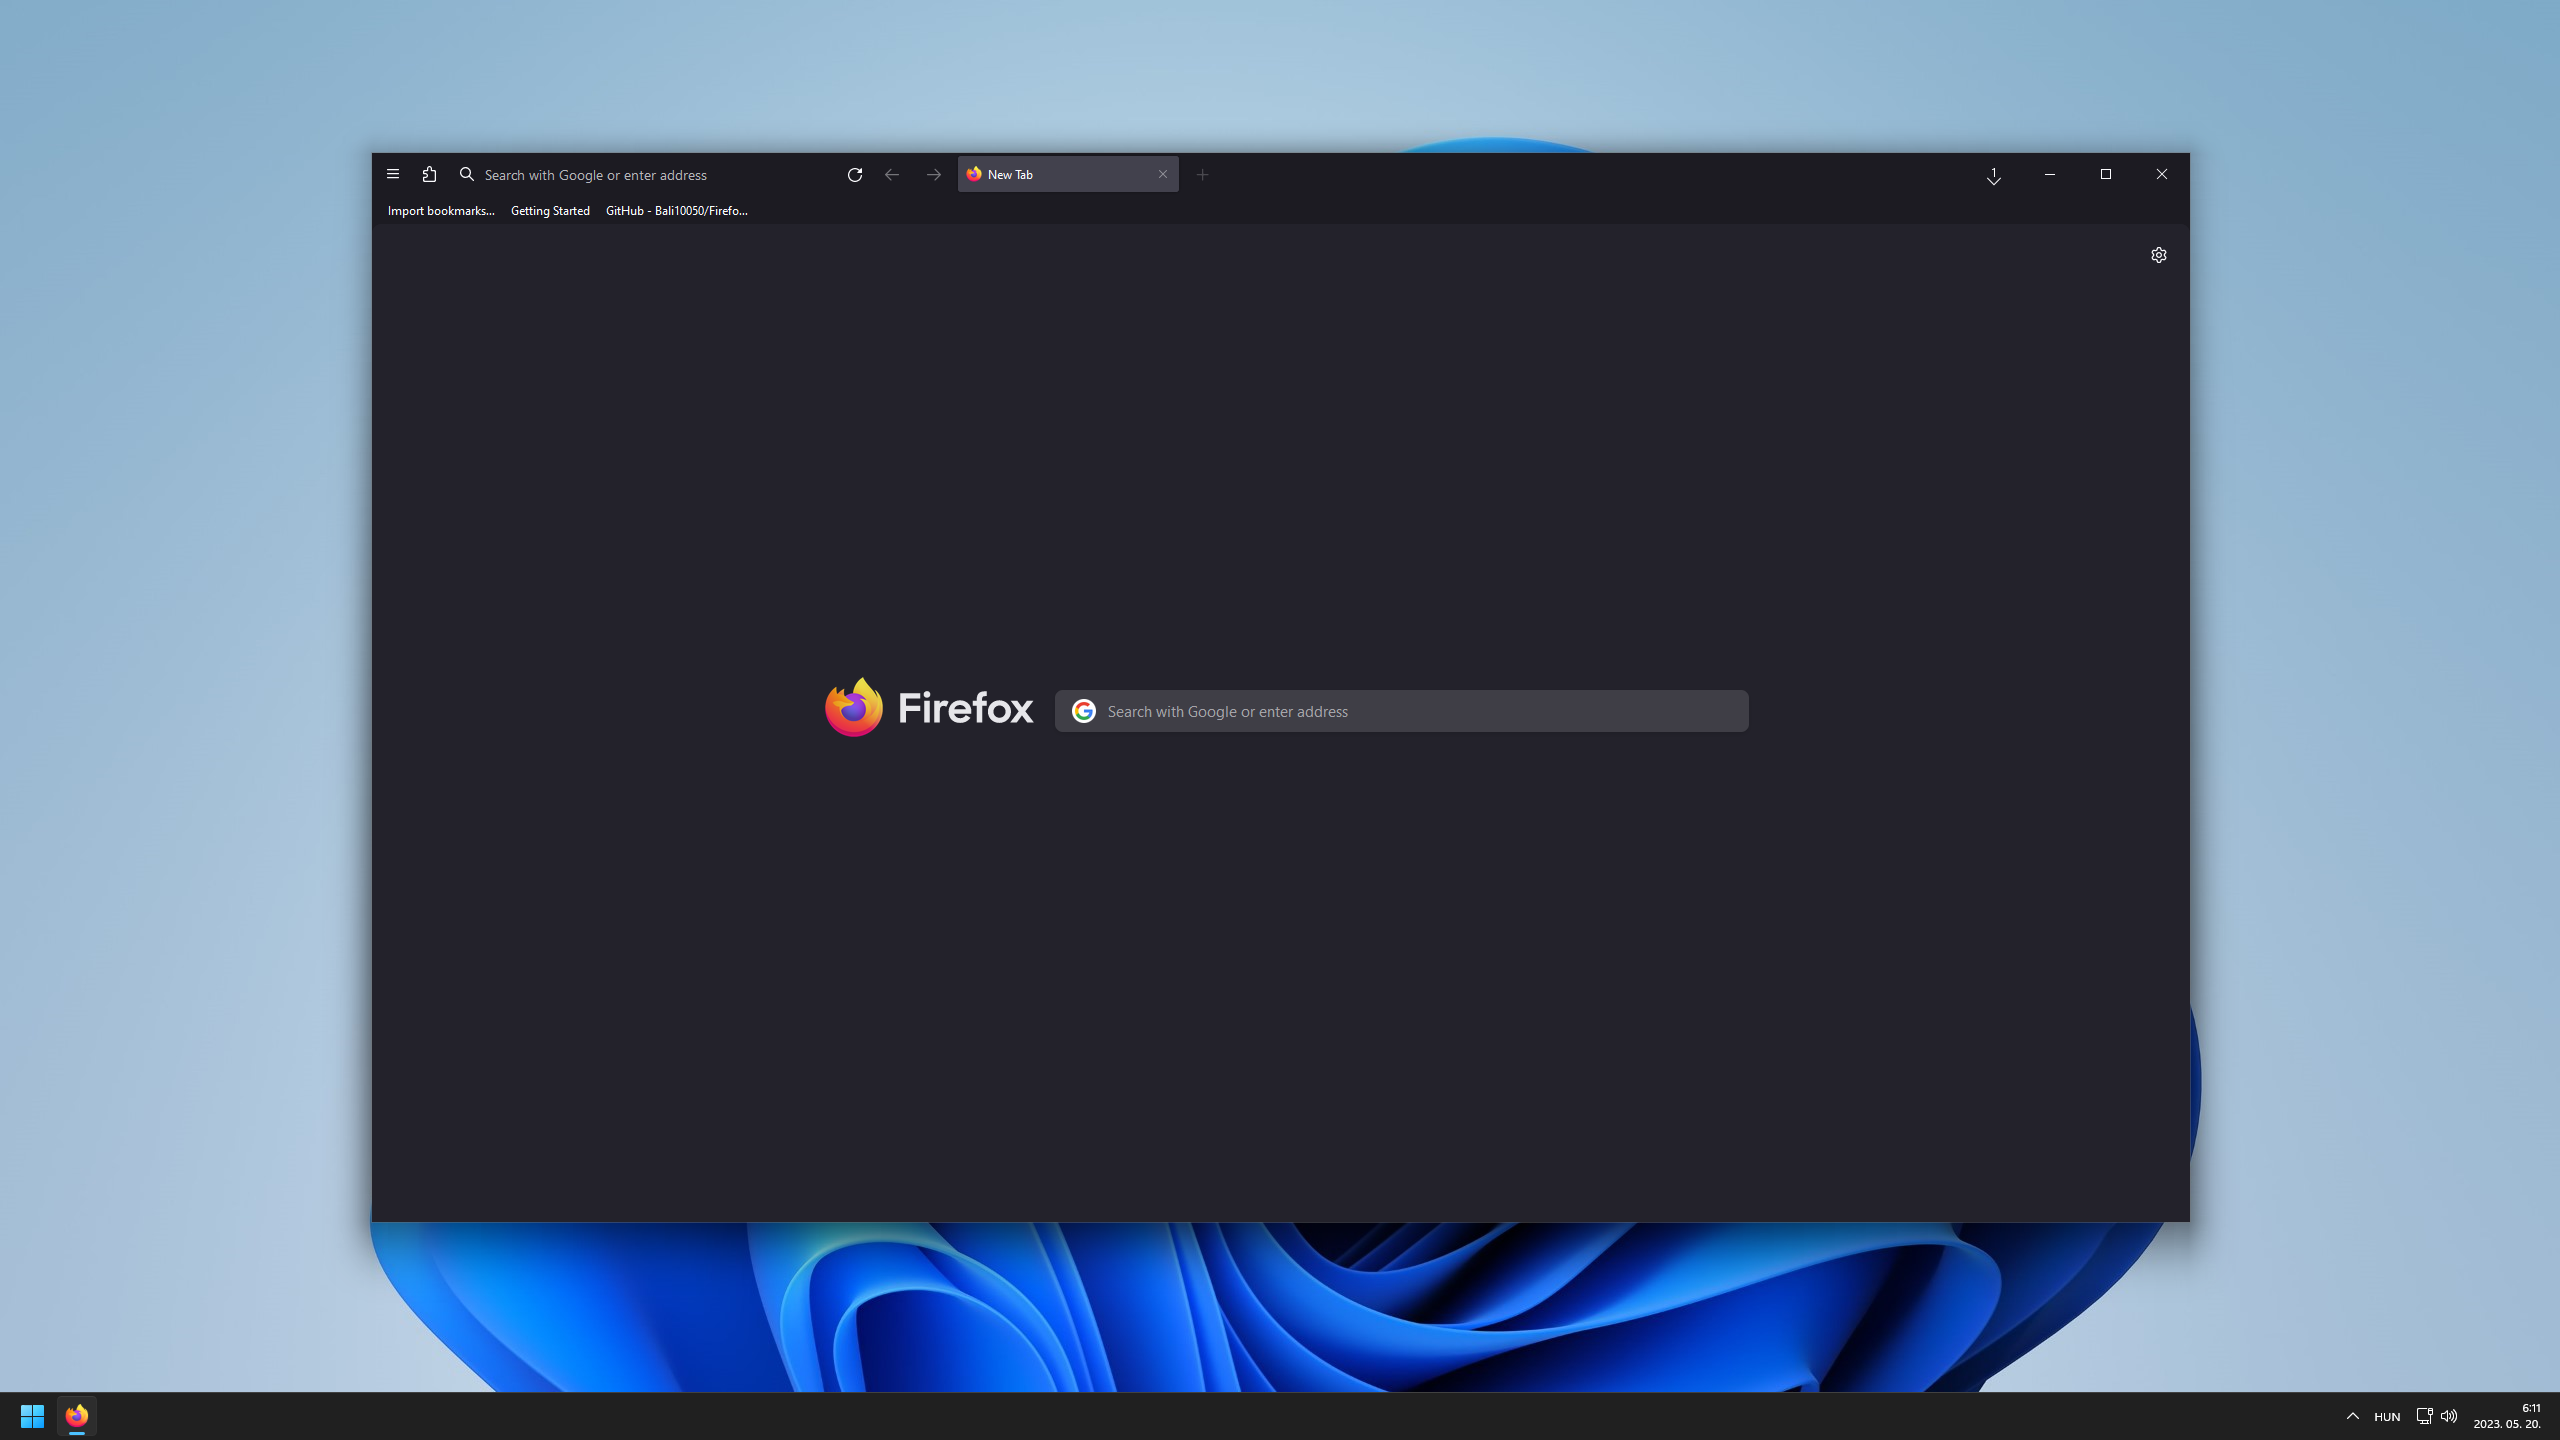 Search with Google or enter address
New Tab
1
Import bookmarks...
Getting Started
GitHub - Bali10050/Firefo...
Firefox
Search with Google or enter address
HUN
6:11
2023. 05. 20.